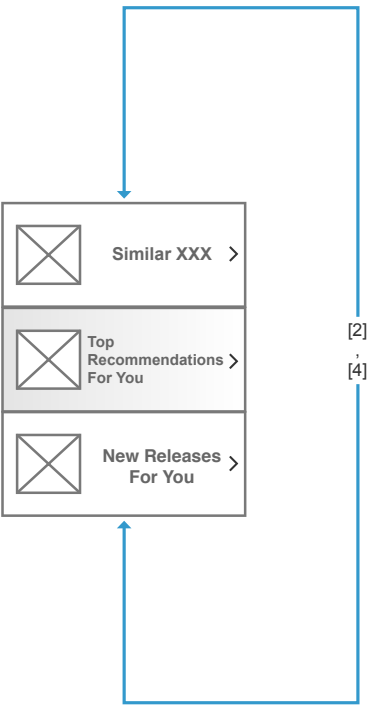 Similar XXX
Top
Recommendations
For You
New Releases
For You
[2]
,
[4]